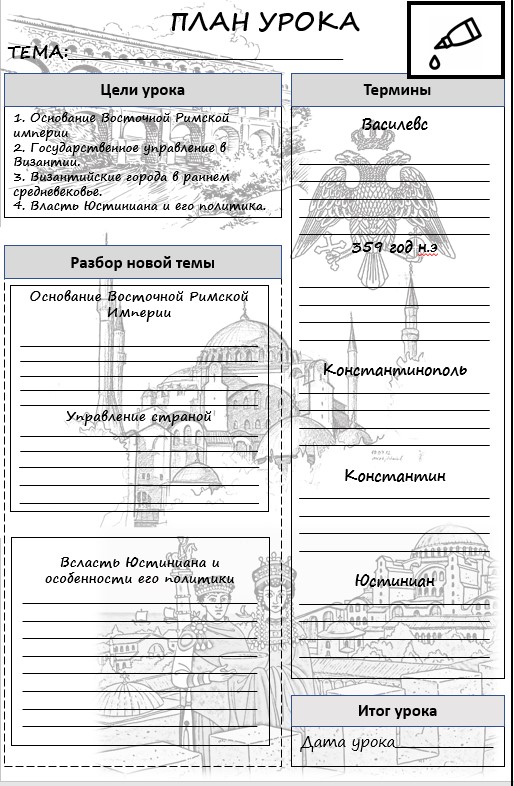 ПЛАН УРОКА
ТЕМА:
Цели урока
1. Основание Восточной Римской
империи
2. Государственное управление в
Византии.
3. Византийские города в раннем
средневековье.
4. Власть Юстиниана и его политика.
Разбор новой темы
Основание Восточной Римской
Империи
Управление страной
Всласть Юстиниана и
особенности его политики
Термины
Василевс
359 год н.э
Константинополь
Константин
Юстиниан
Итог урока
Дата урока